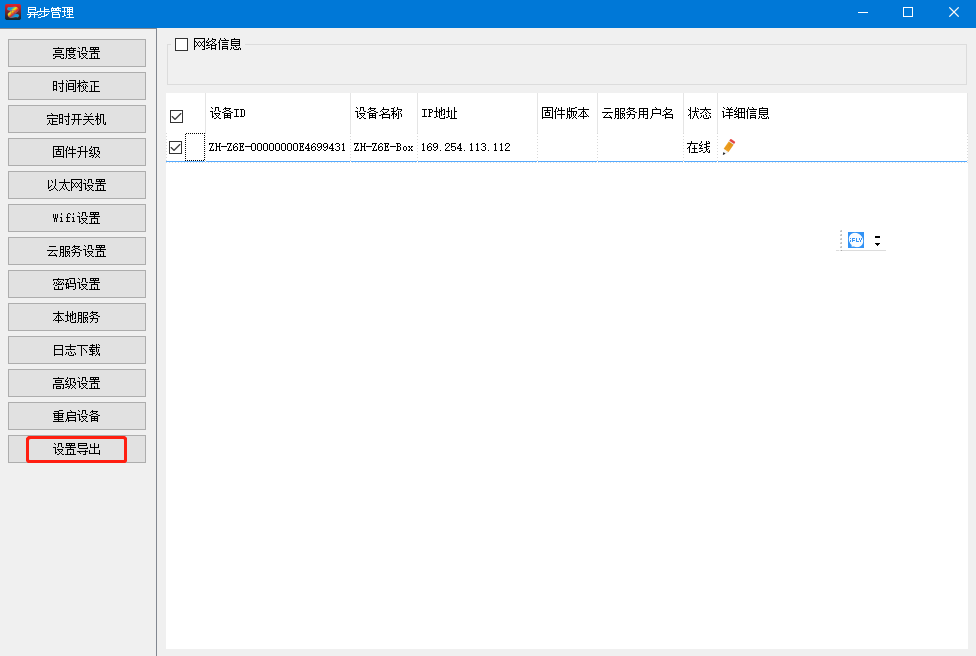 异步管理
亮度设置
时间校正
定时开关机
固件升级
以太网设置
Wifi设置
云服务设置
密码设置
本地服务
日志下载
高级设置
重启设备
设置导出
网络信息
设备ID 设备名称 IP地址 固件版本 云服务用户名 状态 详细信息
ZH-Z6E-00000000E4699431 ZH-Z6E-Box 169.254.113.112 在线
iFLY